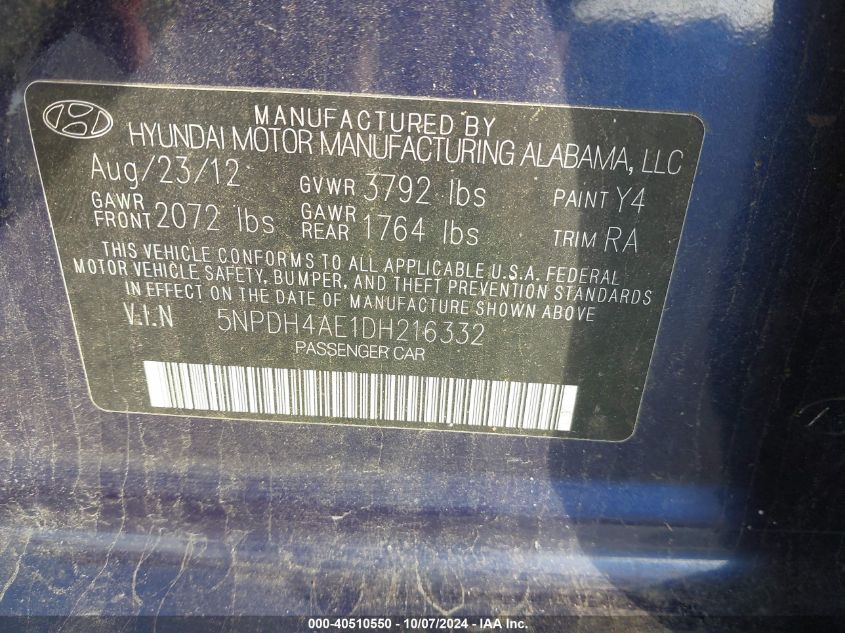 MANUFACTURED BY
HYUNDAI MOTOR MANUFACTURING ALABAMA, LLC
Aug/23/12 GVWR 3792 lbs PAINT Y4
GAWR FRONT 2072 lbs GAWR REAR 1764 lbs TRIM RA
THIS VEHICLE CONFORMS TO ALL APPLICABLE U.S.A. FEDERAL
MOTOR VEHICLE SAFETY, BUMPER, AND THEFT PREVENTION STANDARDS
IN EFFECT ON THE DATE OF MANUFACTURE SHOWN ABOVE.
V.I.N 5NPDH4AE1DH216332
PASSENGER CAR
000-40510550 - 10/07/2024 - IAA Inc.